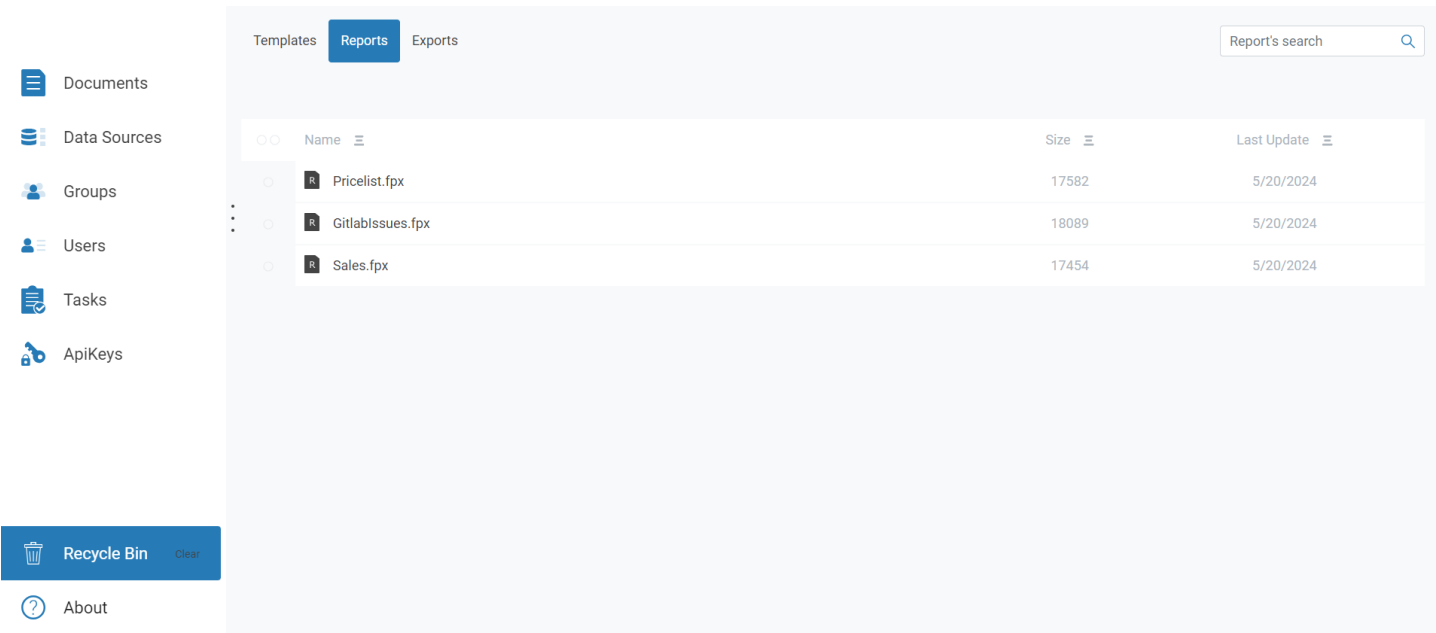 Templates Reports Exports Report's search
Documents
Data Sources
Groups
Users
Tasks
ApiKeys
Recycle Bin Clear
? About
Name Size Last Update
R Pricelist.fpx 17582 5/20/2024
R GitlabIssues.fpx 18089 5/20/2024
R Sales.fpx 17454 5/20/2024